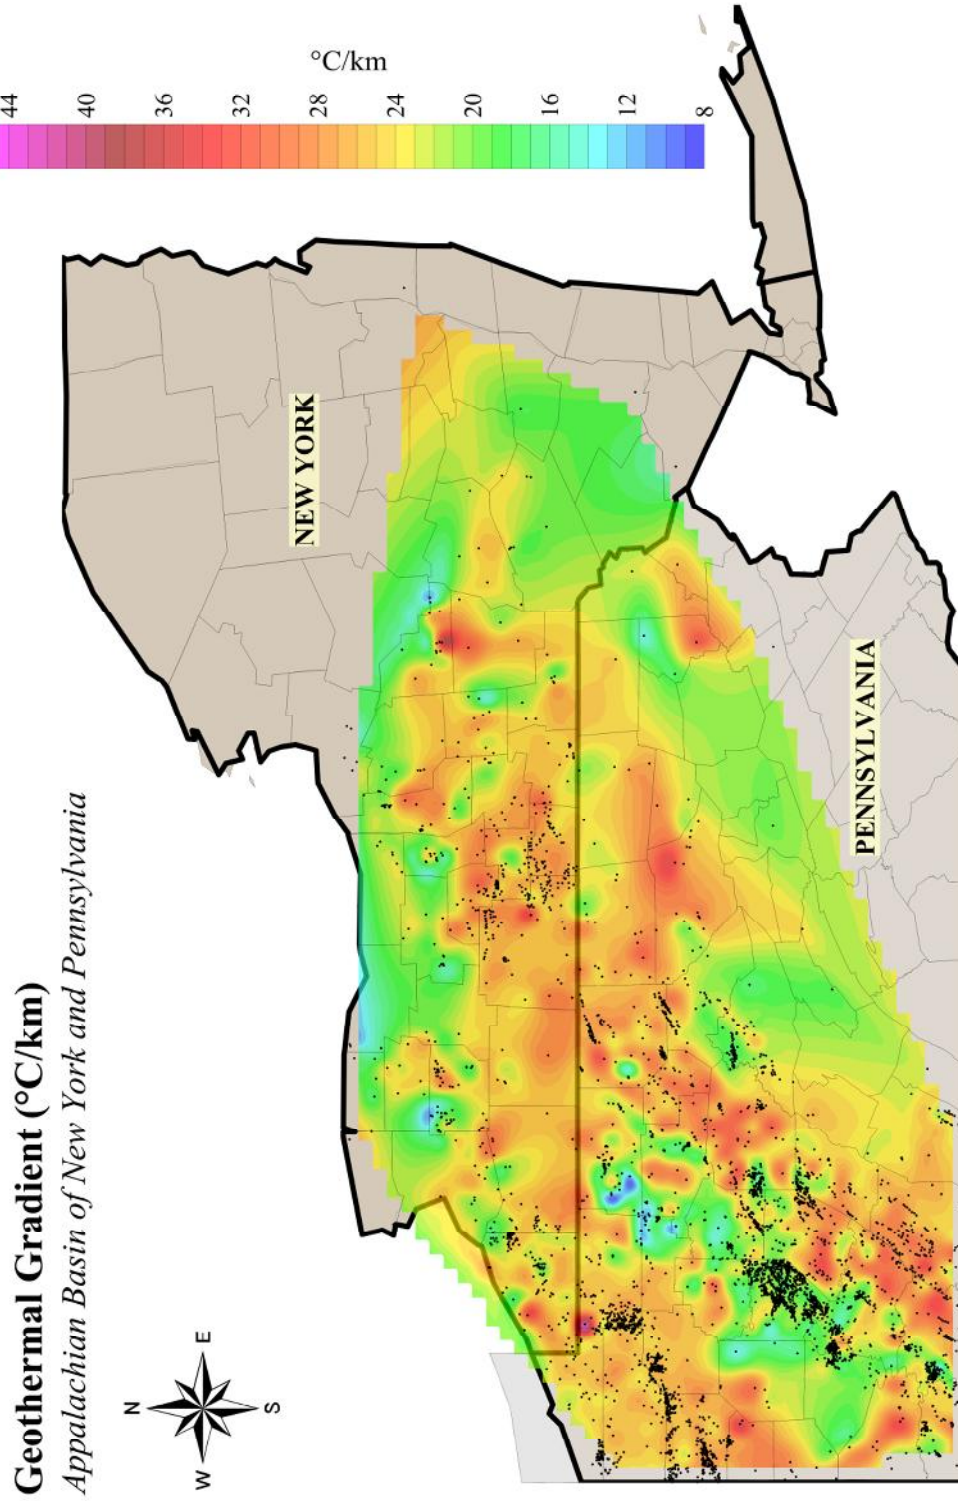 Geothermal Gradient (°C/km)
Appalachian Basin of New York and Pennsylvania
N
W
E
S
NEW YORK
PENNSYLVANIA
°C/km
44
40
36
32
28
24
20
16
12
8